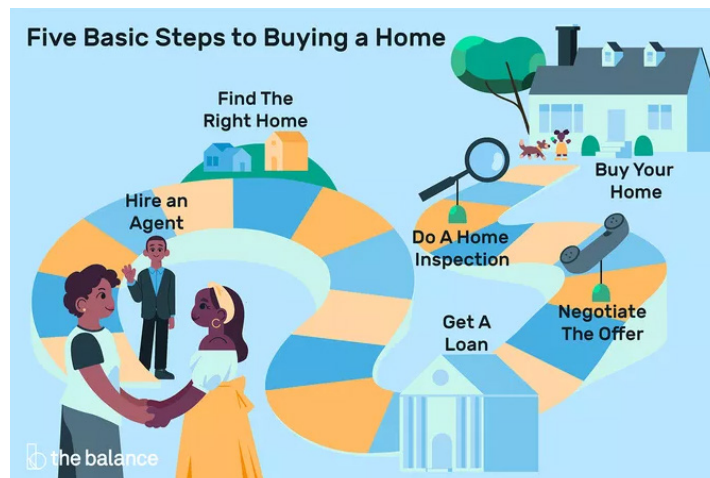 Five Basic Steps to Buying a Home
Hire an
Agent
Find The
Right Home
Get A
Loan
Negotiate
The Offer
Do A Home
Inspection
Buy Your
Home
the balance